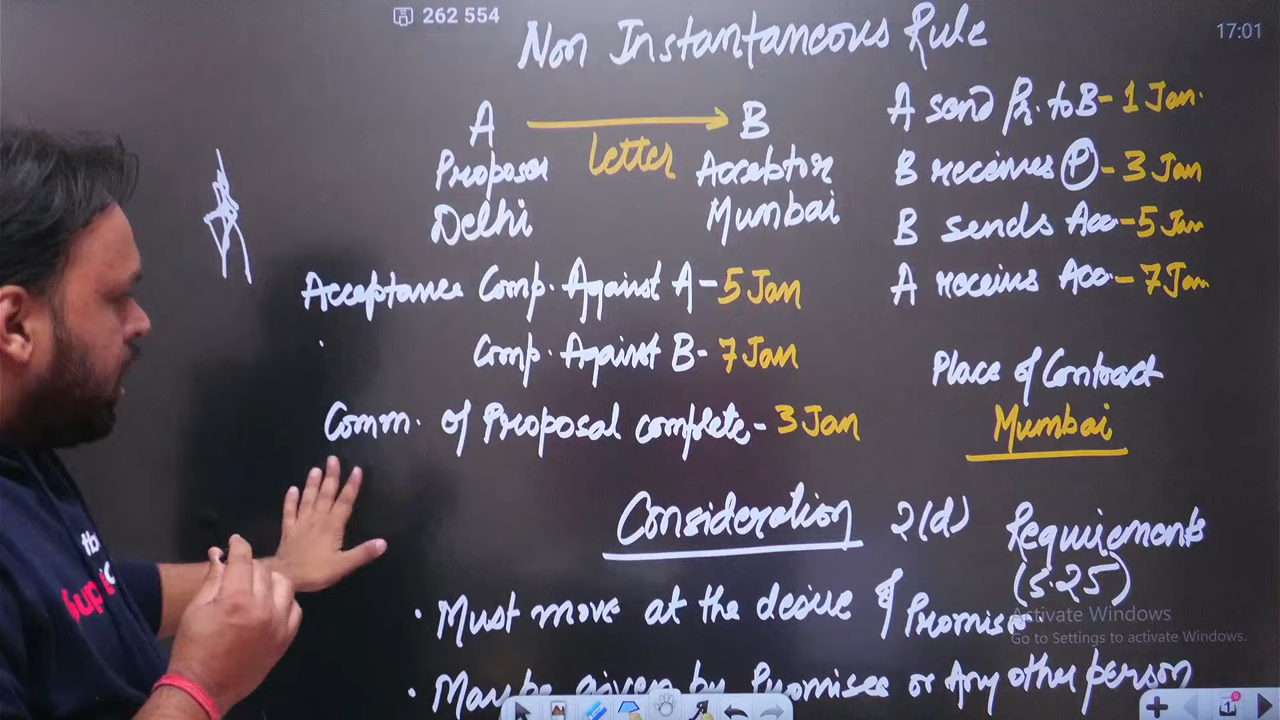 262 554
17:01
Non Instantaneous Rule
A → B
letter
Proposer Acceptor
Delhi Mumbai
A send Pr. to B - 1 Jan.
B receives (P) - 3 Jan
B sends Acc - 5 Jan
A receives Acc - 7 Jan
Acceptance Comp. Against A - 5 Jan
Comp. Against B - 7 Jan
Comm. of Proposal complete - 3 Jan
Place of Contract
Mumbai
Consideration 2(d) Requirements
(S.25)
• Must move at the desire of Promisor
• May be given by Promisee or Any other person
Activate Windows
Go to Settings to activate Windows.